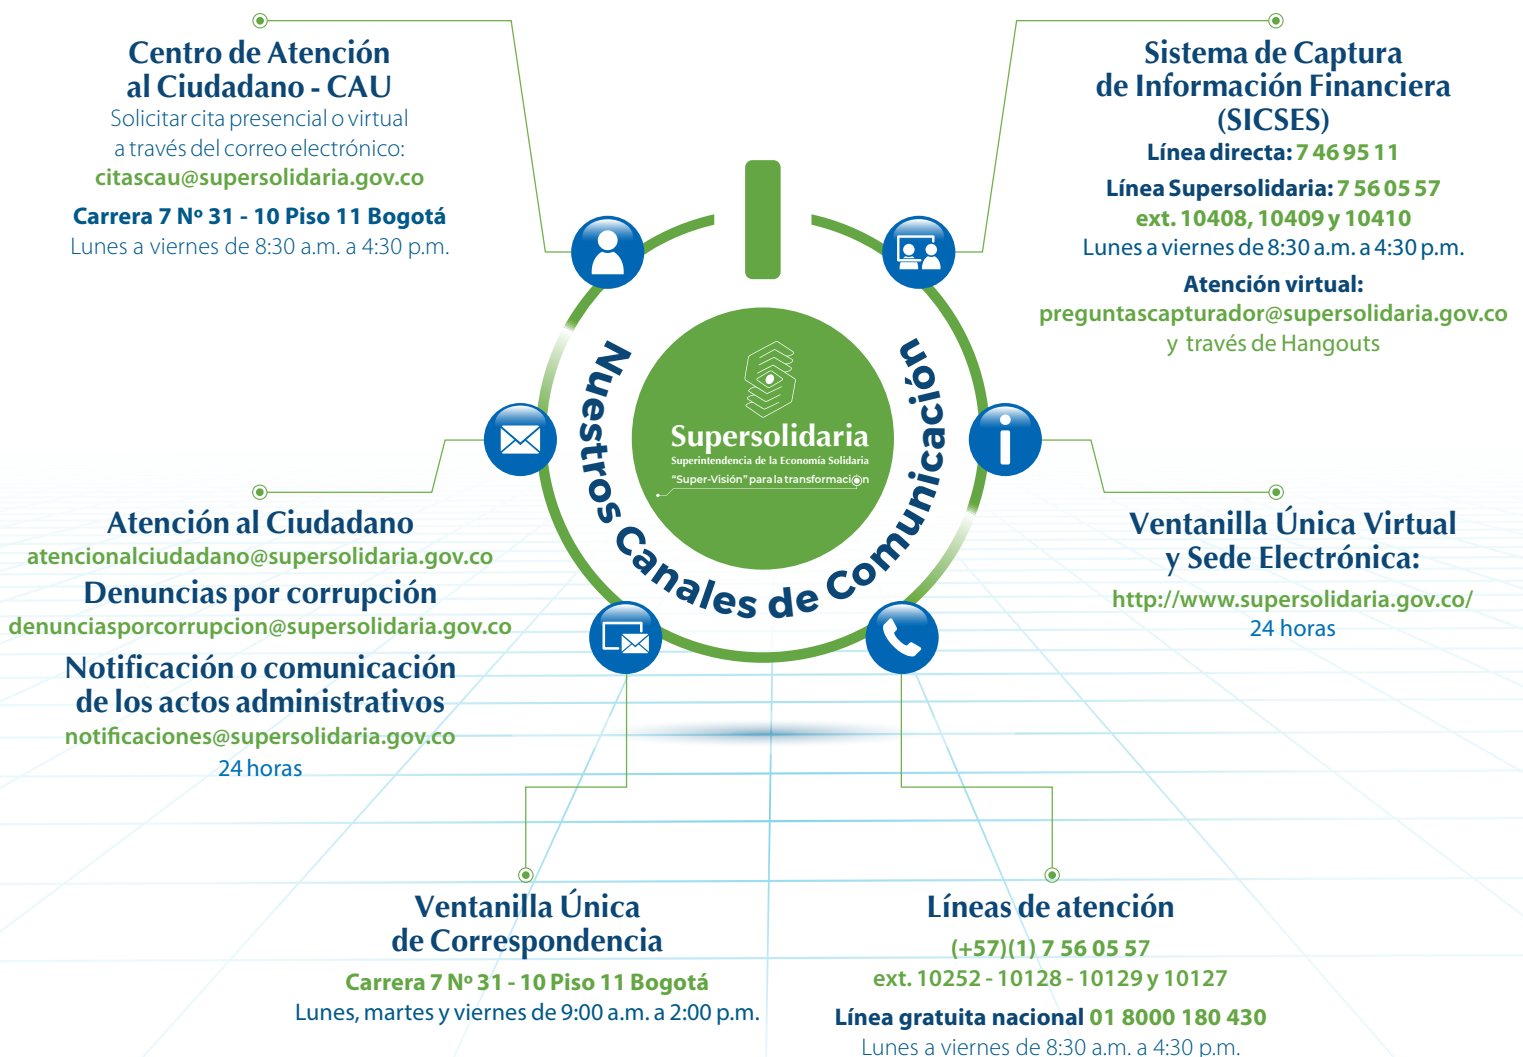 Centro de Atención
al Ciudadano - CAU
Solicitar cita presencial o virtual
a través del correo electrónico:
citascau@supersolidaria.gov.co
Carrera 7 Nº 31 - 10 Piso 11 Bogotá
Lunes a viernes de 8:30 a.m. a 4:30 p.m.
Sistema de Captura
de Información Financiera
(SICSES)
Línea directa: 7 46 95 11
Línea Supersolidaria: 7 56 05 57
ext. 10408, 10409 y 10410
Lunes a viernes de 8:30 a.m. a 4:30 p.m.
Atención virtual:
preguntascapturador@supersolidaria.gov.co
y través de Hangouts
Nuestros Canales de Comunicación
Supersolidaria
Superintendencia de la Economía Solidaria
"Super-Visión" para la transformación
Atención al Ciudadano
atencionalciudadano@supersolidaria.gov.co
Denuncias por corrupción
denunciasporcorrupcion@supersolidaria.gov.co
Notificación o comunicación
de los actos administrativos
notificaciones@supersolidaria.gov.co
24 horas
Ventanilla Única Virtual
y Sede Electrónica:
http://www.supersolidaria.gov.co/
24 horas
Ventanilla Única
de Correspondencia
Carrera 7 Nº 31 - 10 Piso 11 Bogotá
Lunes, martes y viernes de 9:00 a.m. a 2:00 p.m.
Líneas de atención
(+57)(1) 7 56 05 57
ext. 10252 - 10128 - 10129 y 10127
Línea gratuita nacional 01 8000 180 430
Lunes a viernes de 8:30 a.m. a 4:30 p.m.